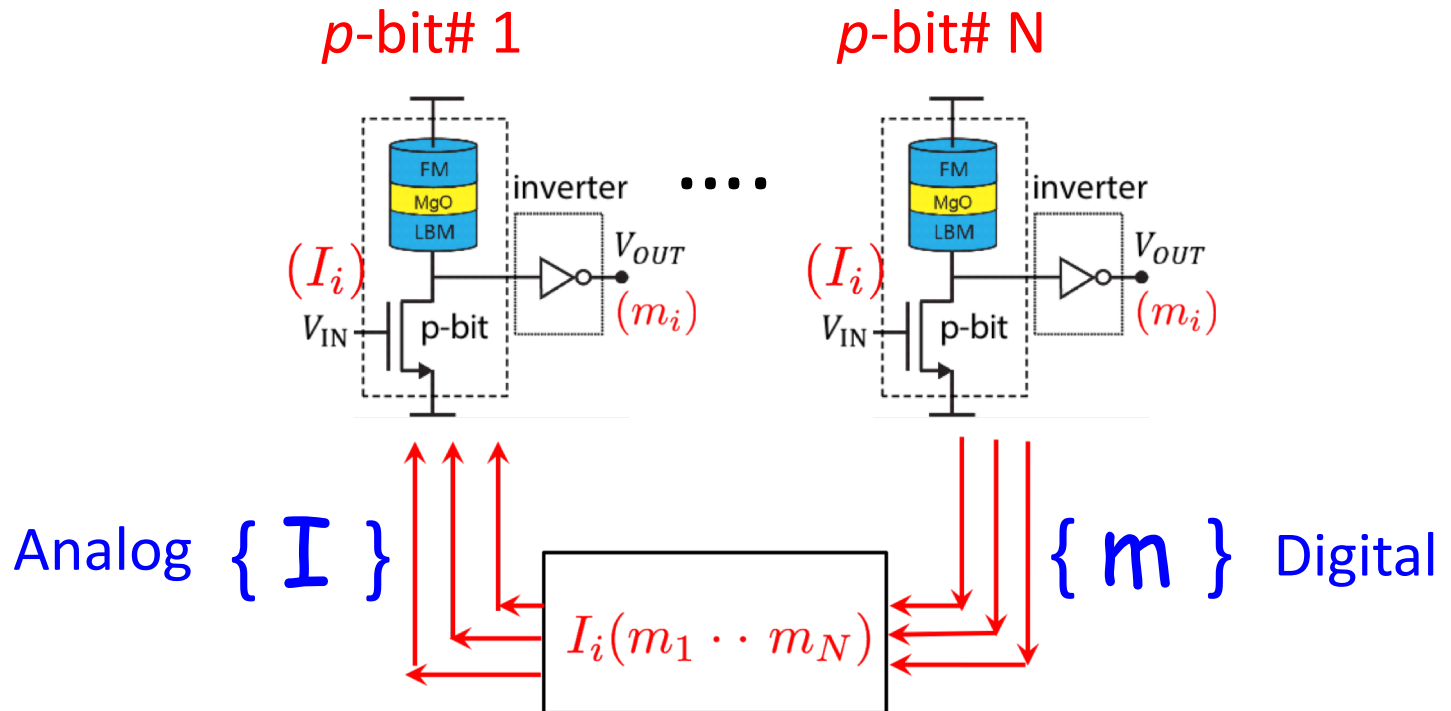 p-bit# 1
p-bit# N
FM
MgO
LBM
inverter
(I_i)
V_OUT
(m_i)
V_IN
p-bit
....
FM
MgO
LBM
inverter
(I_i)
V_OUT
(m_i)
V_IN
p-bit
Analog { I }
I_i(m_1 ·· m_N)
{ m } Digital